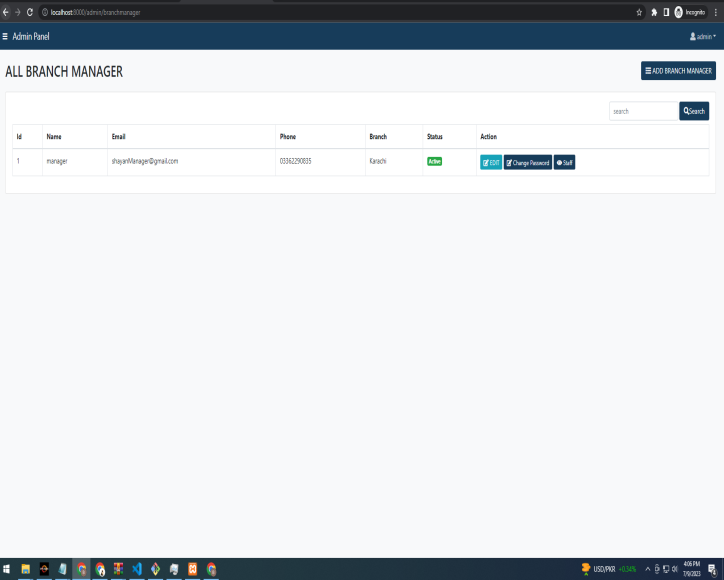 localhost:8000/admin/branchmanager
Incognito
Admin Panel
admin
ALL BRANCH MANAGER
ADD BRANCH MANAGER
search
Search
Id Name Email Phone Branch Status Action
1 manager shayanManager@gmail.com 03362290835 Karachi Active EDIT Change Password Staff
USD/PKR +0.34%
4:06 PM
7/9/2023